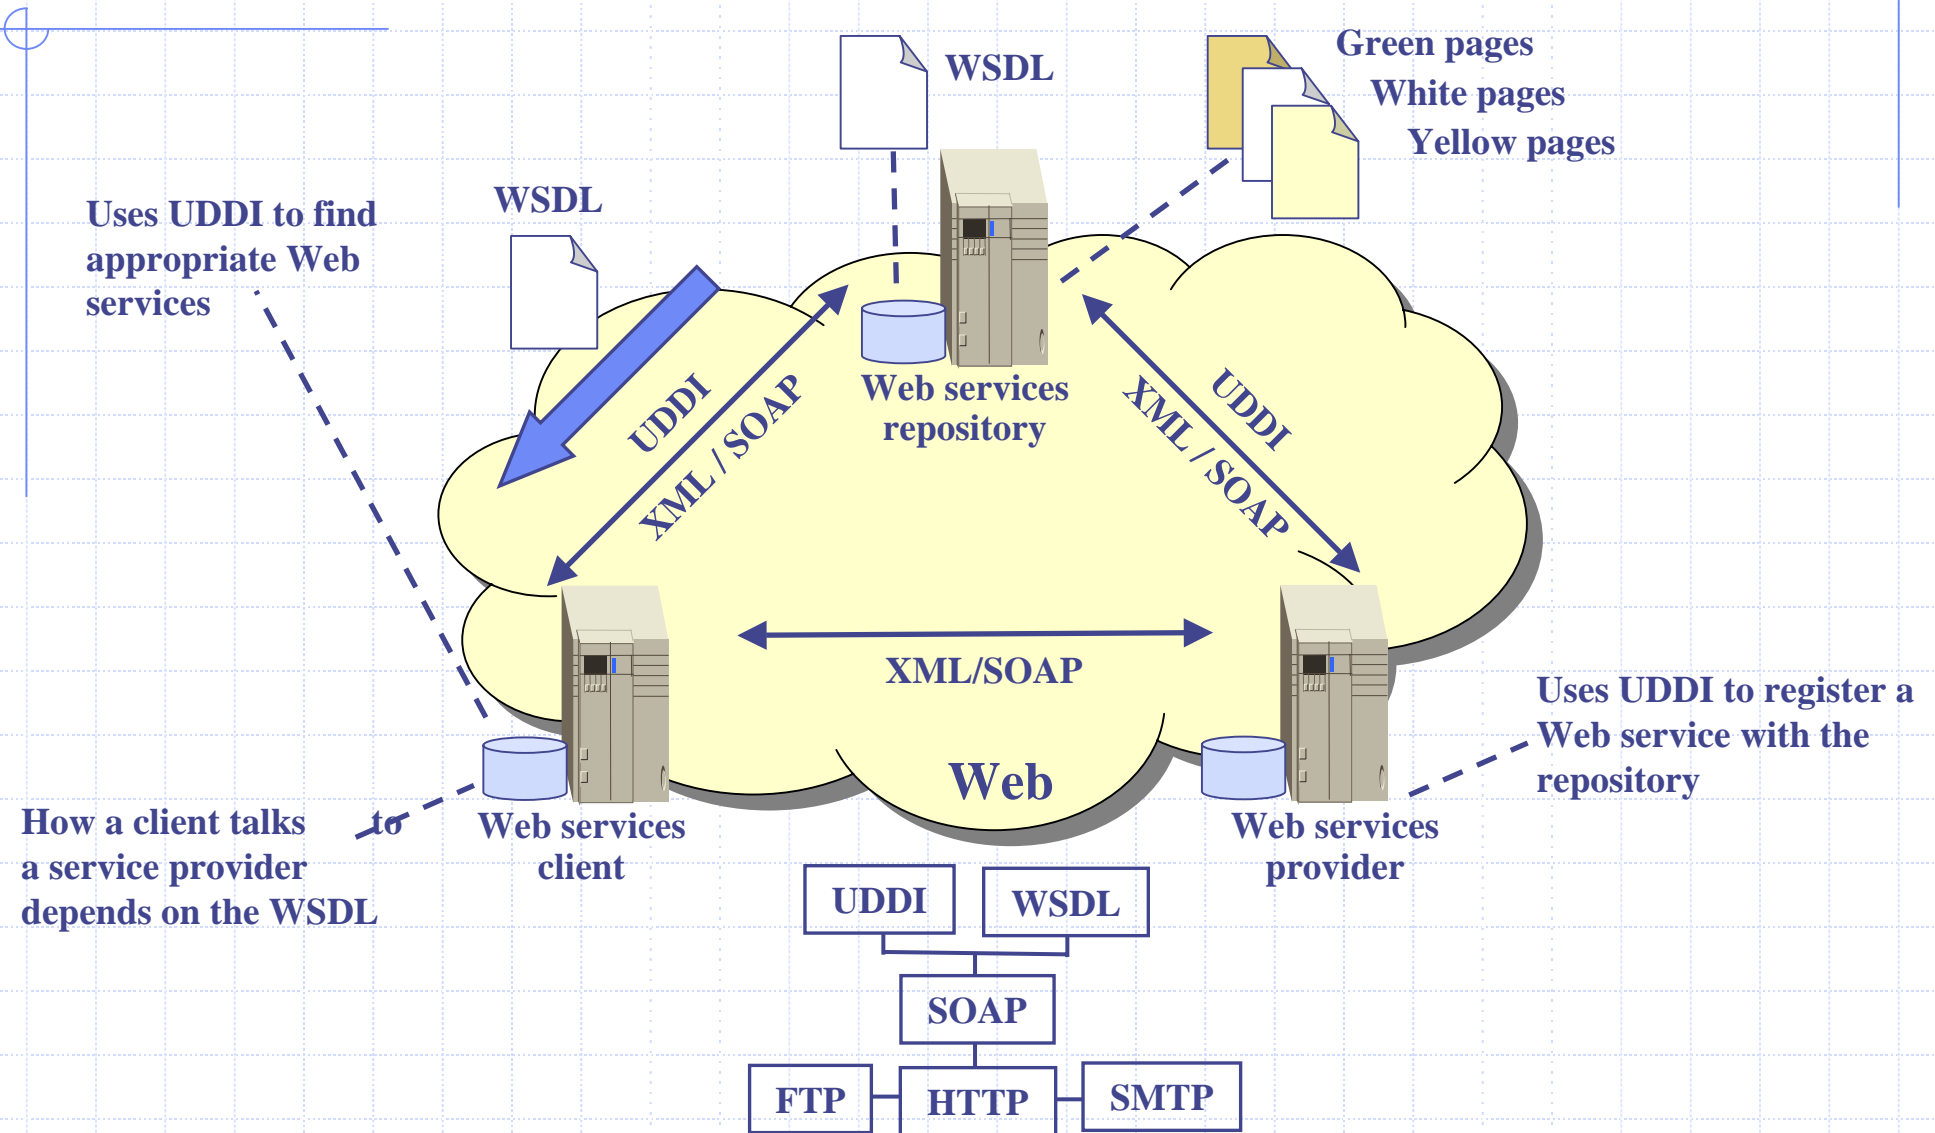 Green pages
WSDL
White pages
Yellow pages
WSDL
Uses UDDI to find
appropriate Web
services
UDDI
XML / SOAP
Web services
repository
UDDI
XML / SOAP
XML/SOAP
Uses UDDI to register a
Web service with the
repository
Web
How a client talks to
a service provider
depends on the WSDL
Web services
client
Web services
provider
UDDI
WSDL
SOAP
FTP
HTTP
SMTP